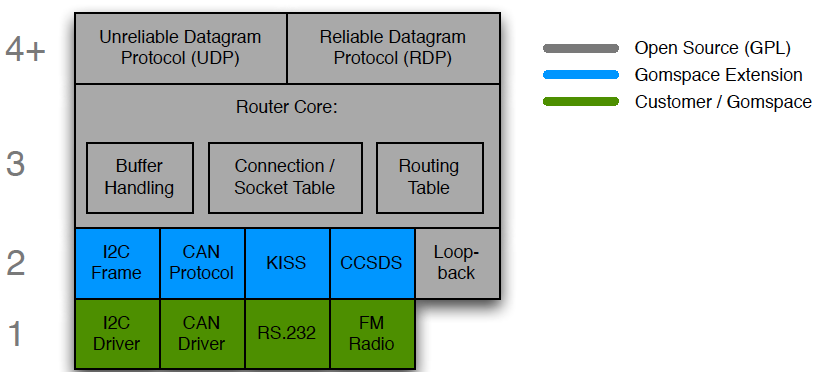 4+
Unreliable Datagram
Protocol (UDP)
Reliable Datagram
Protocol (RDP)
Open Source (GPL)
Gomspace Extension
Customer / Gomspace
3
Router Core:
Buffer
Handling
Connection /
Socket Table
Routing
Table
2
I2C
Frame
CAN
Protocol
KISS
CCSDS
Loop-
back
1
I2C
Driver
CAN
Driver
RS.232
FM
Radio